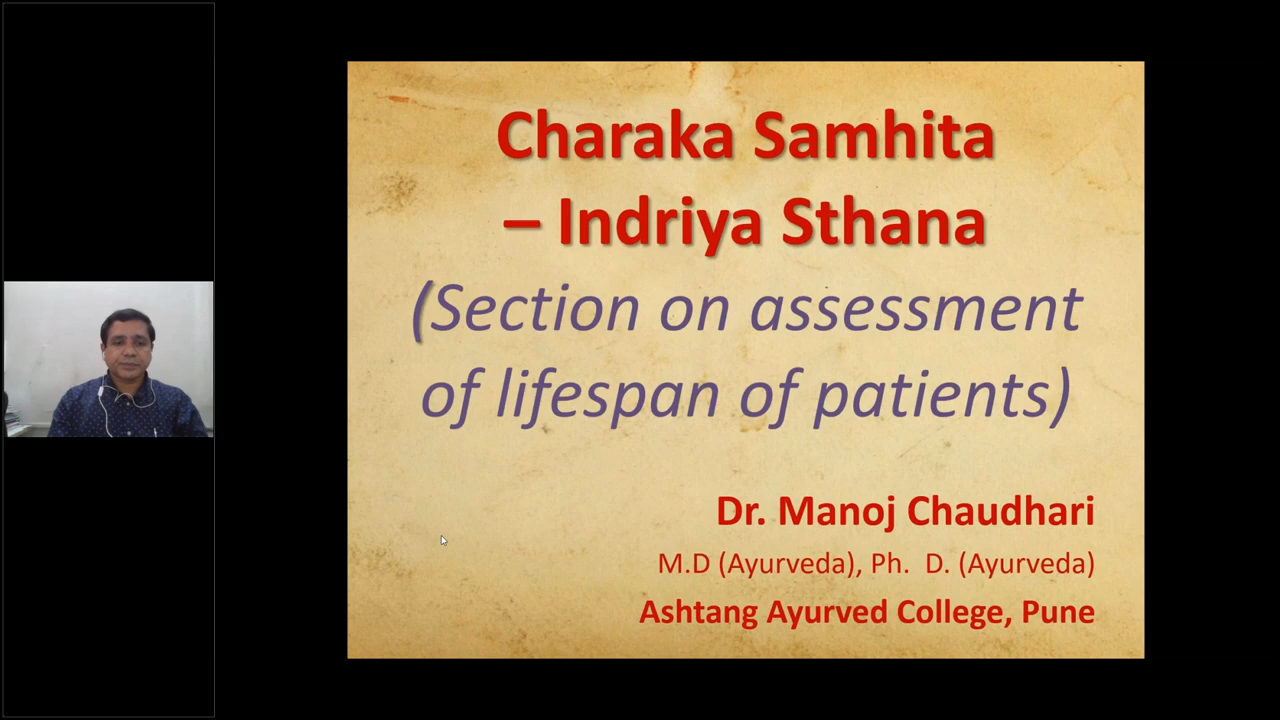 Charaka Samhita
– Indriya Sthana
(Section on assessment
of lifespan of patients)
Dr. Manoj Chaudhari
M.D (Ayurveda), Ph. D. (Ayurveda)
Ashtang Ayurved College, Pune